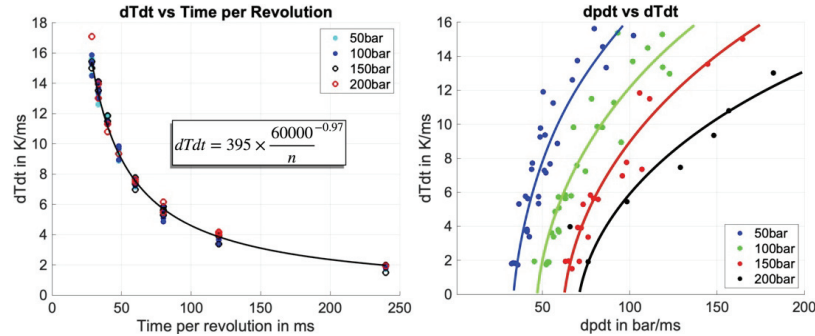 dTdt vs Time per Revolution
18
16
14
12
10
8
6
4
2
0
dTdt in K/ms
50bar
100bar
150bar
200bar
dTdt = 395 × 60000/n ^-0.97
0 50 100 150 200 250
Time per revolution in ms
dpdt vs dTdt
16
14
12
10
8
6
4
2
0
dTdt in K/ms
50bar
100bar
150bar
200bar
0 50 100 150 200
dpdt in bar/ms